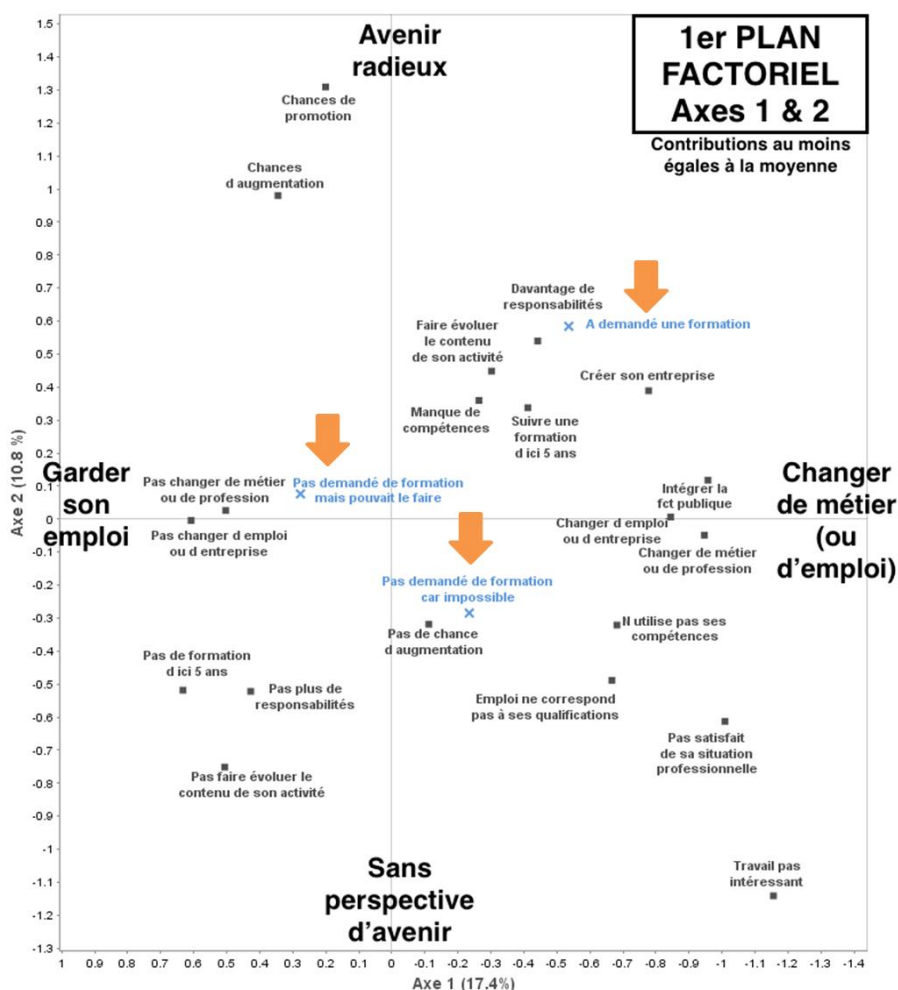 Avenir
radieux
1er PLAN
FACTORIEL
Axes 1 & 2
Contributions au moins
égales à la moyenne
Chances de
promotion
Chances
d augmentation
Davantage de
responsabilités
A demandé une formation
Faire évoluer
le contenu
de son activité
Créer son entreprise
Manque de
compétences
Suivre une
formation
d ici 5 ans
Garder
son
emploi
Pas changer de métier
ou de profession
Pas demandé de formation
mais pouvait le faire
Pas changer d emploi
ou d entreprise
Intégrer la
fct publique
Changer d emploi
ou d entreprise
Changer de métier
ou de profession
Changer
de métier
(ou
d'emploi)
Pas demandé de formation
car impossible
Pas de chance
d augmentation
N utilise pas ses
compétences
Pas de formation
d ici 5 ans
Pas plus de
responsabilités
Emploi ne correspond
pas à ses qualifications
Pas satisfait
de sa situation
professionnelle
Pas faire évoluer le
contenu de son activité
Travail pas
intéressant
Sans
perspective
d'avenir
Axe 2 (10.8 %)
1.5
1.4
1.3
1.2
1.1
1
0.9
0.8
0.7
0.6
0.5
0.4
0.3
0.2
0.1
0
-0.1
-0.2
-0.3
-0.4
-0.5
-0.6
-0.7
-0.8
-0.9
-1
-1.1
-1.2
-1.3
1 0.9 0.8 0.7 0.6 0.5 0.4 0.3 0.2 0.1 0 -0.1 -0.2 -0.3 -0.4 -0.5 -0.6 -0.7 -0.8 -0.9 -1 -1.1 -1.2 -1.3 -1.4
Axe 1 (17.4%)